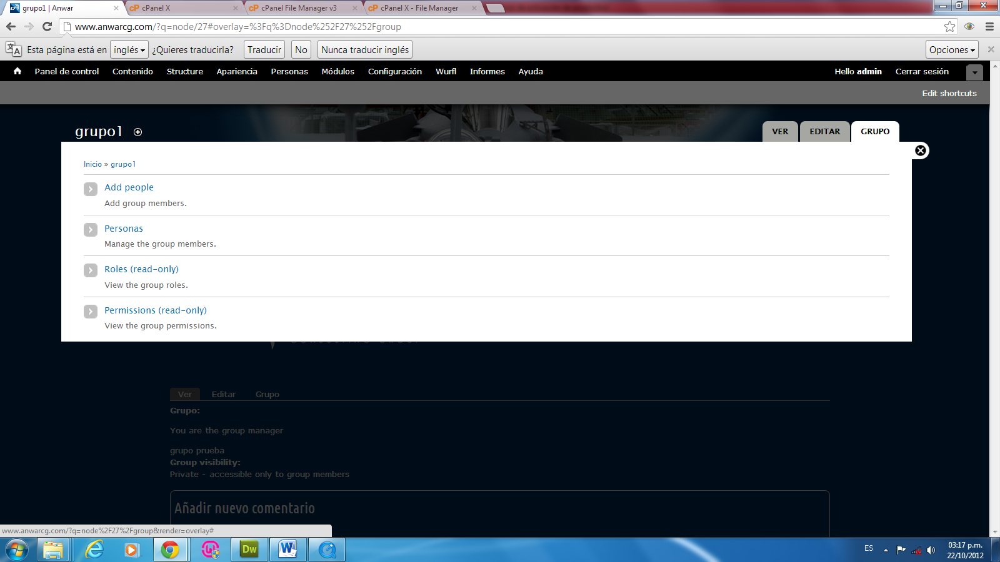 grupo1 | Anwar
cPanel X
cPanel File Manager v3
cPanel X - File Manager
www.anwarcg.com/?q=node/27#overlay=%3Fq%3Dnode%252F27%252Fgroup
Esta página está en inglés ¿Quieres traducirla? Traducir No Nunca traducir inglés Opciones
Panel de control Contenido Structure Apariencia Personas Módulos Configuración Wurfl Informes Ayuda Hello admin Cerrar sesión
Edit shortcuts
grupo1
VER EDITAR GRUPO
Inicio » grupo1
Add people
Add group members.
Personas
Manage the group members.
Roles (read-only)
View the group roles.
Permissions (read-only)
View the group permissions.
Ver Editar Grupo
Grupo:
You are the group manager
grupo prueba
Group visibility:
Private - accessible only to group members
Añadir nuevo comentario
www.anwarcg.com/?q=node%2F27%2Fgroup&render=overlay#
Dw
W
ES
03:17 p.m.
22/10/2012